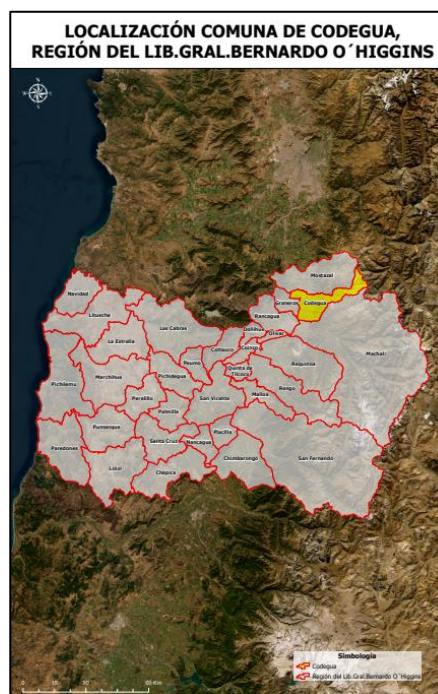 LOCALIZACIÓN COMUNA DE CODEGUA,
REGIÓN DEL LIB.GRAL.BERNARDO O´HIGGINS
Mostazal
Codegua
Graneros
Navidad
Rancagua
Machalí
Litueche
Las Cabras
Doñihue
Olivar
La Estrella
Coltauco
Coinco
Requinoa
Peumo
Quinta de
Tilcoco
Pichilemu
Marchihue
Pichidegua
Rengo
Malloa
Peralillo
San Vicente
Palmilla
Pumanque
Placilla
Santa Cruz
Nancagua
Paredones
Lolol
Chépica
Chimbarongo
San Fernando
Simbología
Codegua
Región del Lib.Gral.Bernardo O´Higgins